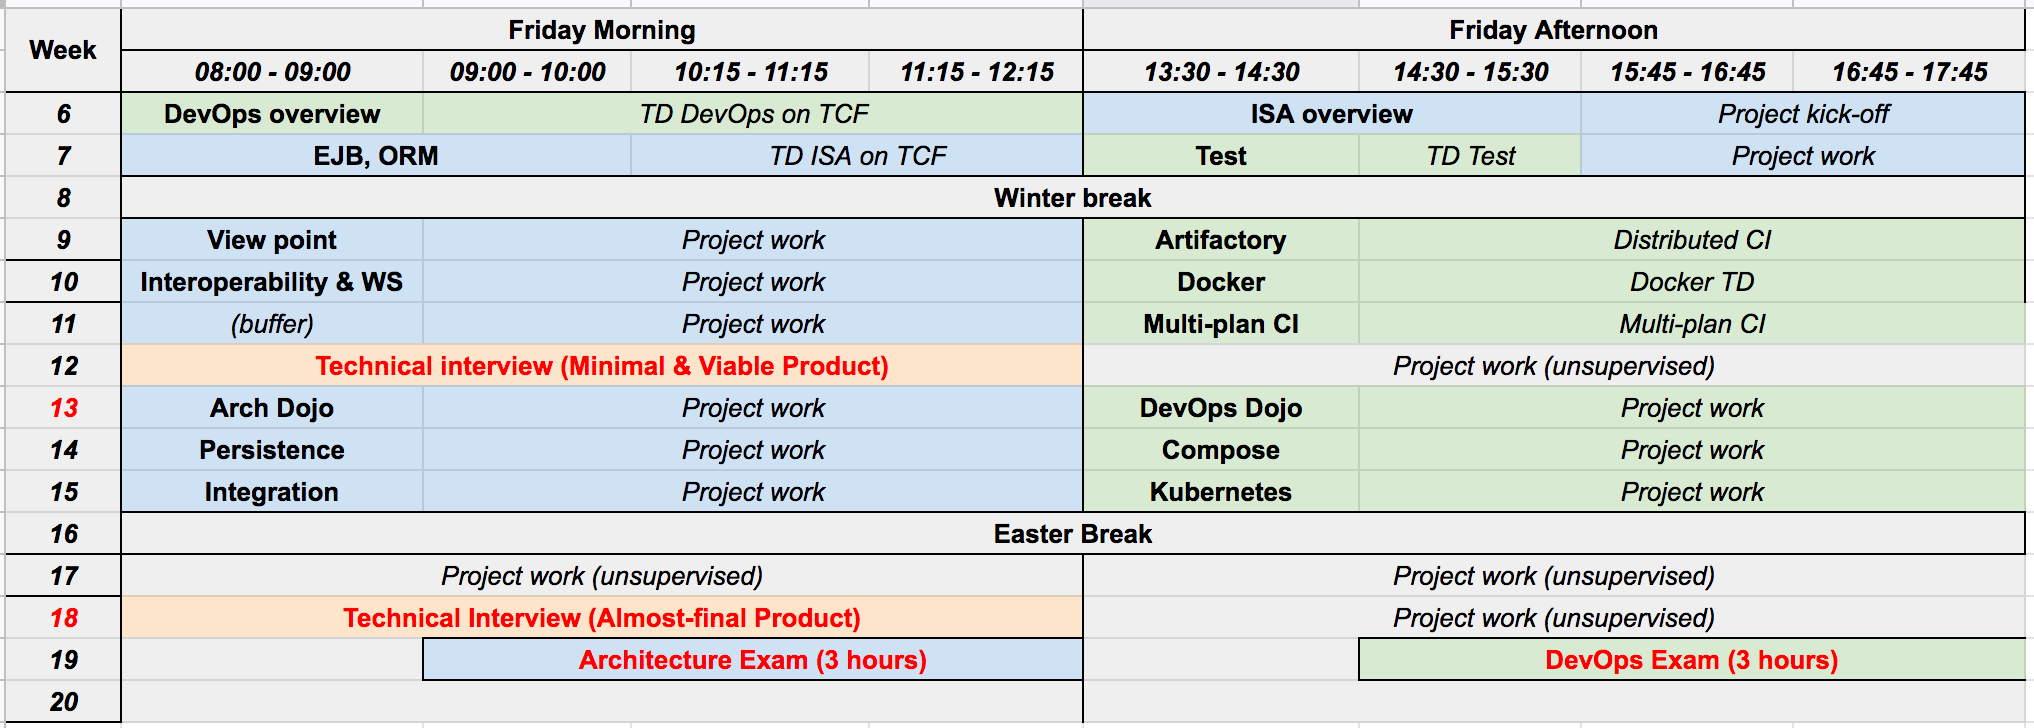 Week Friday Morning Friday Afternoon
08:00 - 09:00 09:00 - 10:00 10:15 - 11:15 11:15 - 12:15 13:30 - 14:30 14:30 - 15:30 15:45 - 16:45 16:45 - 17:45
6 DevOps overview TD DevOps on TCF ISA overview Project kick-off
7 EJB, ORM TD ISA on TCF Test TD Test Project work
8 Winter break
9 View point Project work Artifactory Distributed CI
10 Interoperability & WS Project work Docker Docker TD
11 (buffer) Project work Multi-plan CI Multi-plan CI
12 Technical interview (Minimal & Viable Product) Project work (unsupervised)
13 Arch Dojo Project work DevOps Dojo Project work
14 Persistence Project work Compose Project work
15 Integration Project work Kubernetes Project work
16 Easter Break
17 Project work (unsupervised) Project work (unsupervised)
18 Technical Interview (Almost-final Product) Project work (unsupervised)
19 Architecture Exam (3 hours) DevOps Exam (3 hours)
20